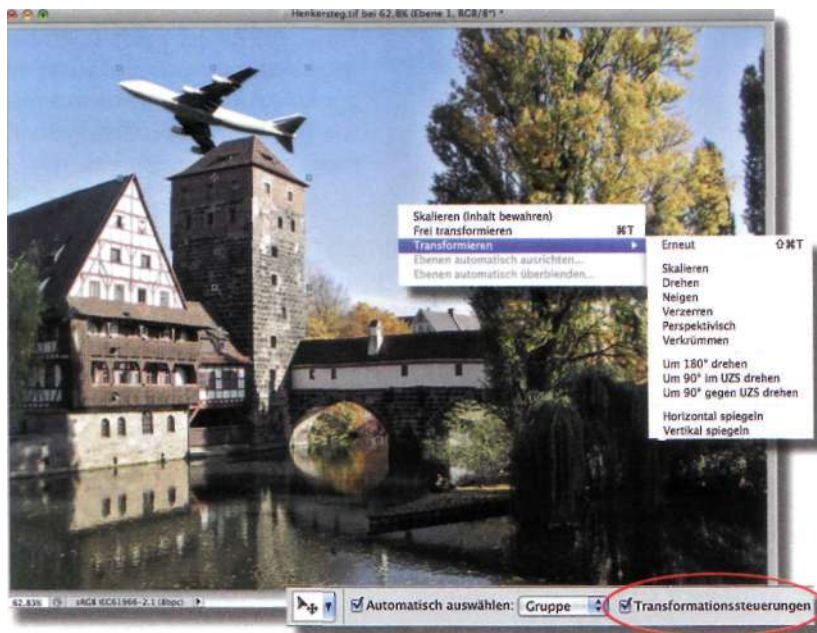 Henkersteg.tif bei 62,8% (Ebene 1, RGB/8*) *
Skalieren (Inhalt bewahren)
Frei transformieren ⌘T
Transformieren
Ebenen automatisch ausrichten...
Ebenen automatisch überblenden...
Erneut ⇧⌘T
Skalieren
Drehen
Neigen
Verzerren
Perspektivisch
Verkrümmen
Um 180° drehen
Um 90° im UZS drehen
Um 90° gegen UZS drehen
Horizontal spiegeln
Vertikal spiegeln
62,83% sRGB IEC61966-2.1 (8bpc)
Automatisch auswählen: Gruppe Transformationssteuerungen